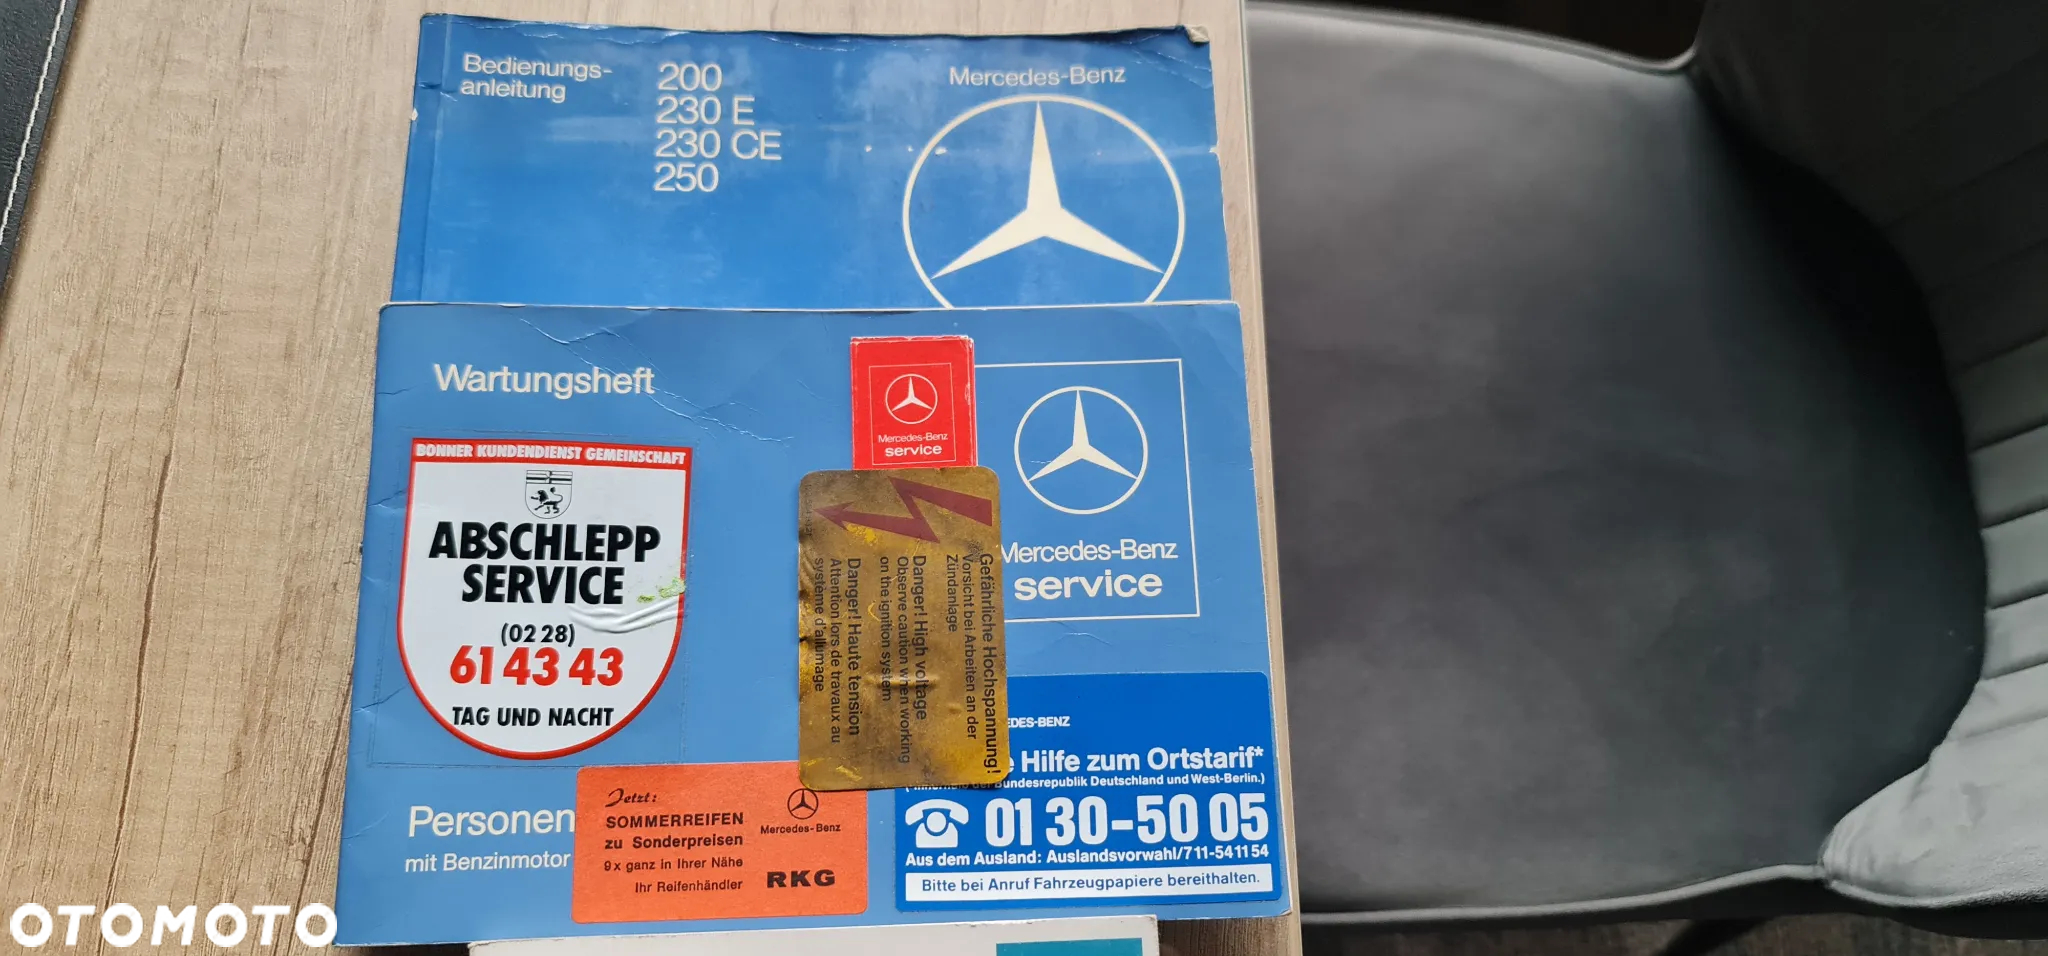 Bedienungs-
anleitung
200
230 E
230 CE
250
Mercedes-Benz
Wartungsheft
Mercedes-Benz
service
Mercedes-Benz
service
BONNER KUNDENDIENST GEMEINSCHAFT
ABSCHLEPP
SERVICE
(02 28)
61 43 43
TAG UND NACHT
Gefährliche Hochspannung!
Vorsicht bei Arbeiten an der
Zündanlage
Danger! High voltage
Observe caution when working
on the ignition system
Danger! Haute tension
Attention lors de travaux au
système d'allumage
Personen
mit Benzinmotor
Jetzt:
SOMMERREIFEN
zu Sonderpreisen
9x ganz in Ihrer Nähe
Ihr Reifenhändler
Mercedes-Benz
RKG
EDES-BENZ
e Hilfe zum Ortstarif*
Bundesrepublik Deutschland und West-Berlin.)
01 30-50 05
Aus dem Ausland: Auslandsvorwahl/711-541154
Bitte bei Anruf Fahrzeugpapiere bereithalten.
OTOMOTO